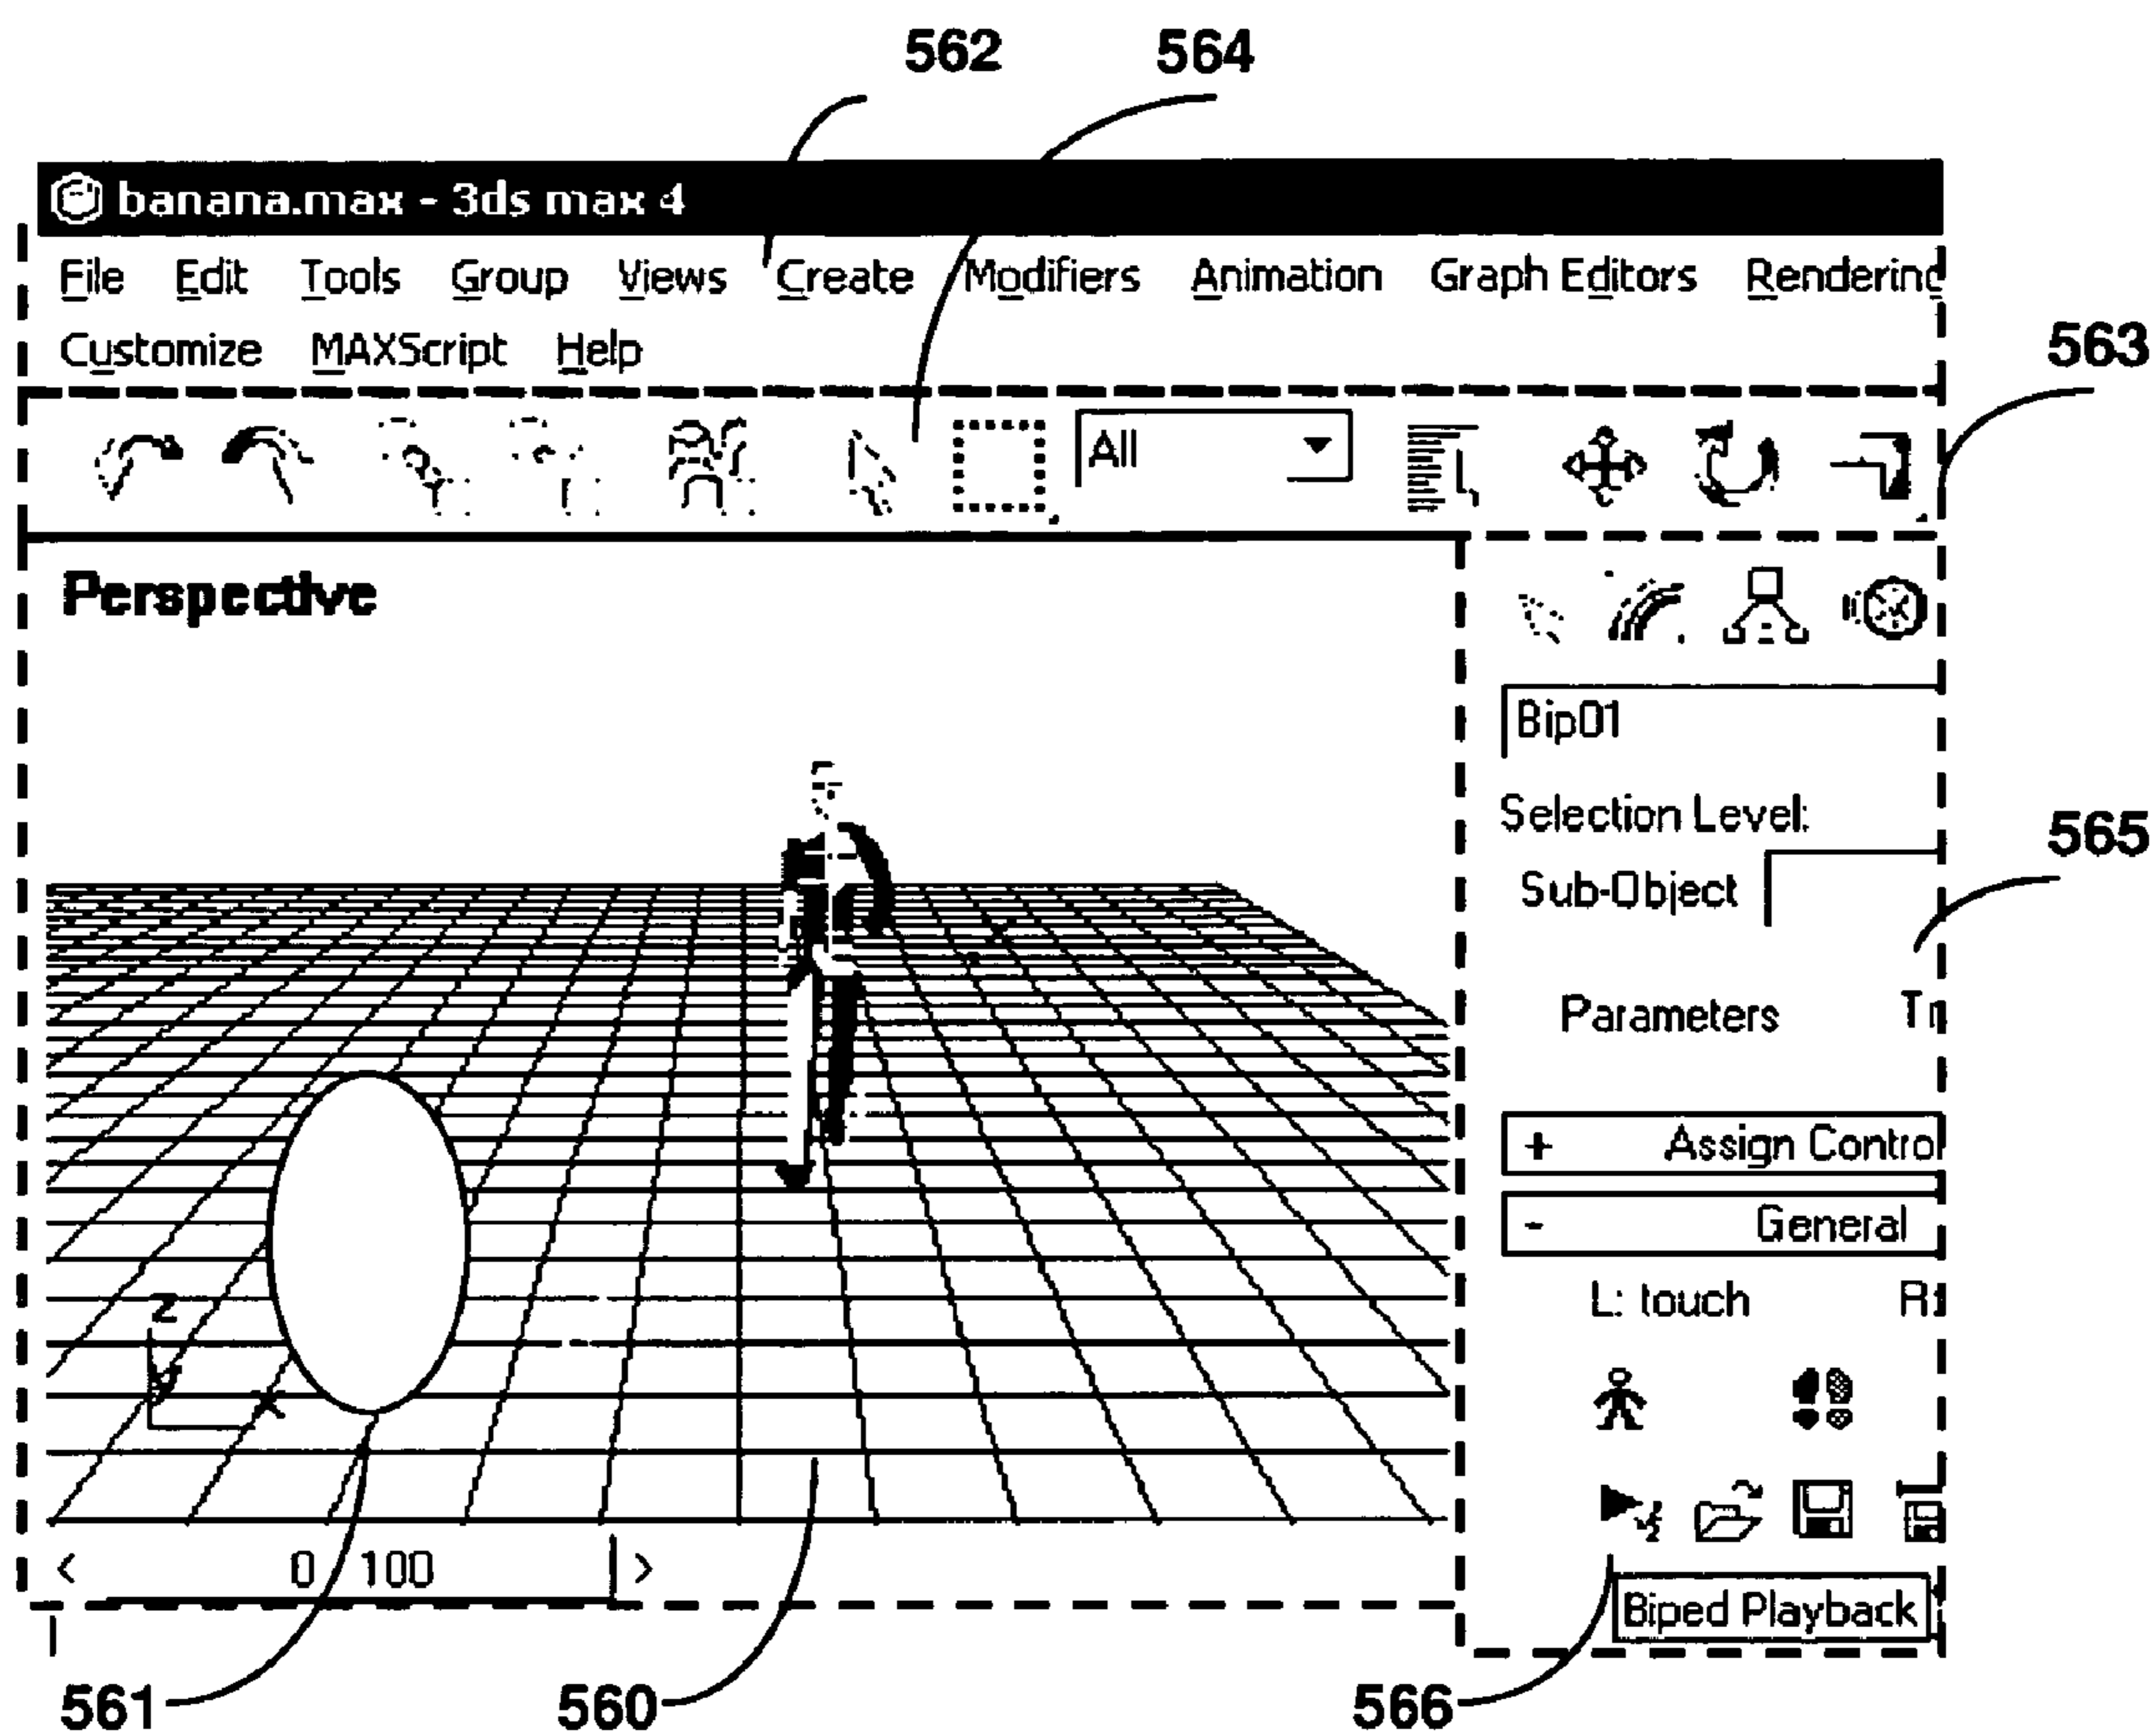 562 564
banana.max - 3ds max 4
File Edit Tools Group Views Create Modifiers Animation Graph Editors Rendering
Customize MAXScript Help
563
All
Perspective
Bip01
Selection Level:
Sub-Object
565
Parameters
+ Assign Control
- General
L: touch
z
y
x
< 0 100 >
Biped Playback
561 560 566